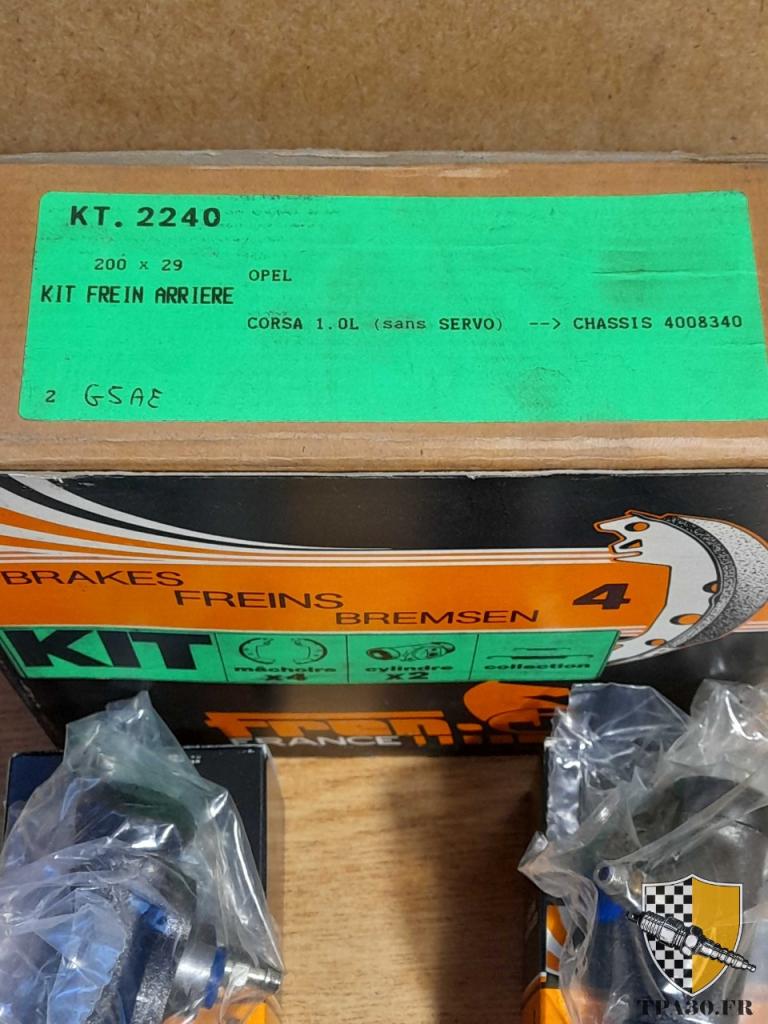 KT. 2240
200 x 29
OPEL
KIT FREIN ARRIERE
CORSA 1.0L (sans SERVO) --> CHASSIS 4008340
2 GSAE
BRAKES
FREINS
BREMSEN 4
KIT
mâchoire
x4
cylindre
x2
collection
FRANCE
TPA30.FR